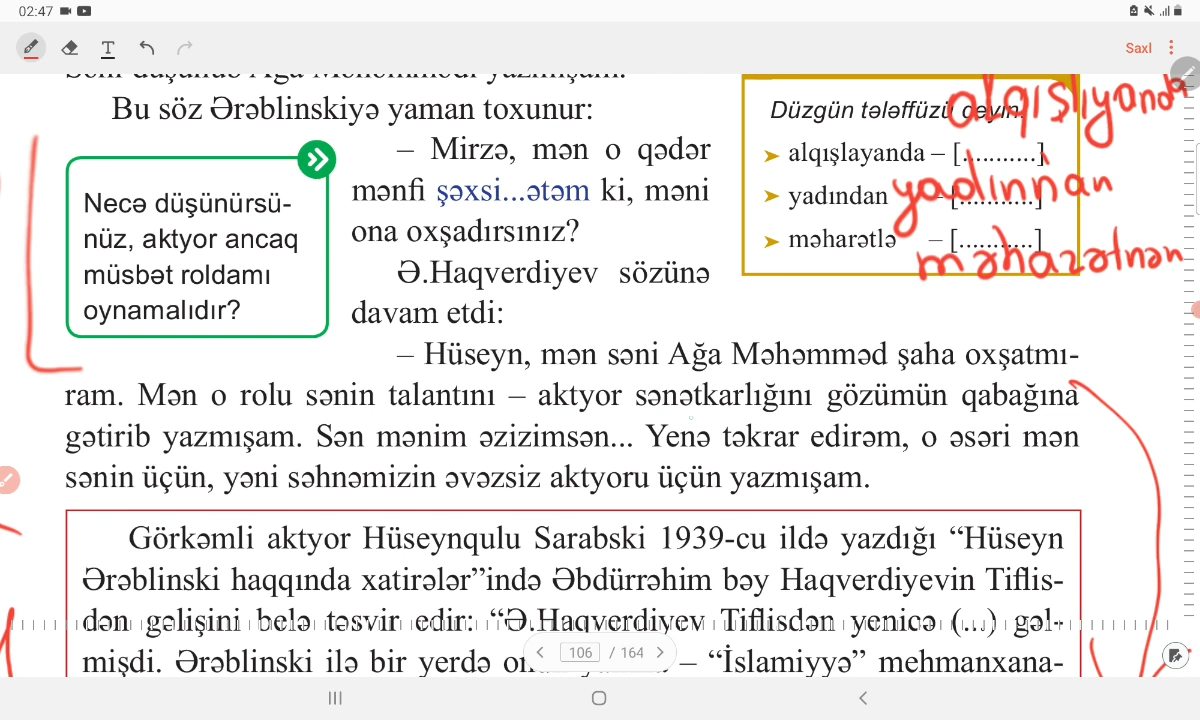 02:47
T
Saxl
Bu söz Ərəblinskiyə yaman toxunur:
– Mirzə, mən o qədər
mənfi şəxsi...ətəm ki, məni
ona oxşadırsınız?
Ə.Haqverdiyev sözünə
davam etdi:
Necə düşünürsü-
nüz, aktyor ancaq
müsbət roldamı
oynamalıdır?
Düzgün tələffüzü deyin.
alqışlıyanda
alqışlayanda – [...........]
yadından – [...........]
yadınnan
məharətlə – [...........]
məhazətnən
– Hüseyn, mən səni Ağa Məhəmməd şaha oxşatmı-
ram. Mən o rolu sənin talantını – aktyor sənətkarlığını gözümün qabağına
gətirib yazmışam. Sən mənim əzizimsən... Yenə təkrar edirəm, o əsəri mən
sənin üçün, yəni səhnəmizin əvəzsiz aktyoru üçün yazmışam.
Görkəmli aktyor Hüseynqulu Sarabski 1939-cu ildə yazdığı “Hüseyn
Ərəblinski haqqında xatirələr”ində Əbdürrəhim bəy Haqverdiyevin Tiflis-
dən gəlişini belə təsvir edir: “Ə.Haqverdiyev Tiflisdən yenicə (...) gəl-
mişdi. Ərəblinski ilə bir yerdə – “İslamiyyə” mehmanxana-
106 / 164